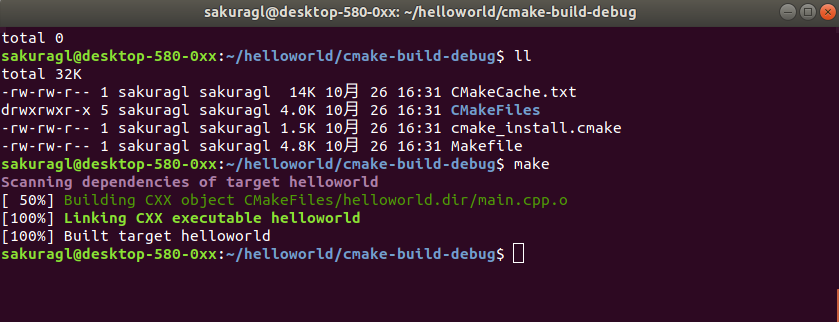 sakuragl@desktop-580-0xx: ~/helloworld/cmake-build-debug
total 0
sakuragl@desktop-580-0xx:~/helloworld/cmake-build-debug$ ll
total 32K
-rw-rw-r-- 1 sakuragl sakuragl  14K 10月 26 16:31 CMakeCache.txt
drwxrwxr-x 5 sakuragl sakuragl 4.0K 10月 26 16:31 CMakeFiles
-rw-rw-r-- 1 sakuragl sakuragl 1.5K 10月 26 16:31 cmake_install.cmake
-rw-rw-r-- 1 sakuragl sakuragl 4.8K 10月 26 16:31 Makefile
sakuragl@desktop-580-0xx:~/helloworld/cmake-build-debug$ make
Scanning dependencies of target helloworld
[ 50%] Building CXX object CMakeFiles/helloworld.dir/main.cpp.o
[100%] Linking CXX executable helloworld
[100%] Built target helloworld
sakuragl@desktop-580-0xx:~/helloworld/cmake-build-debug$